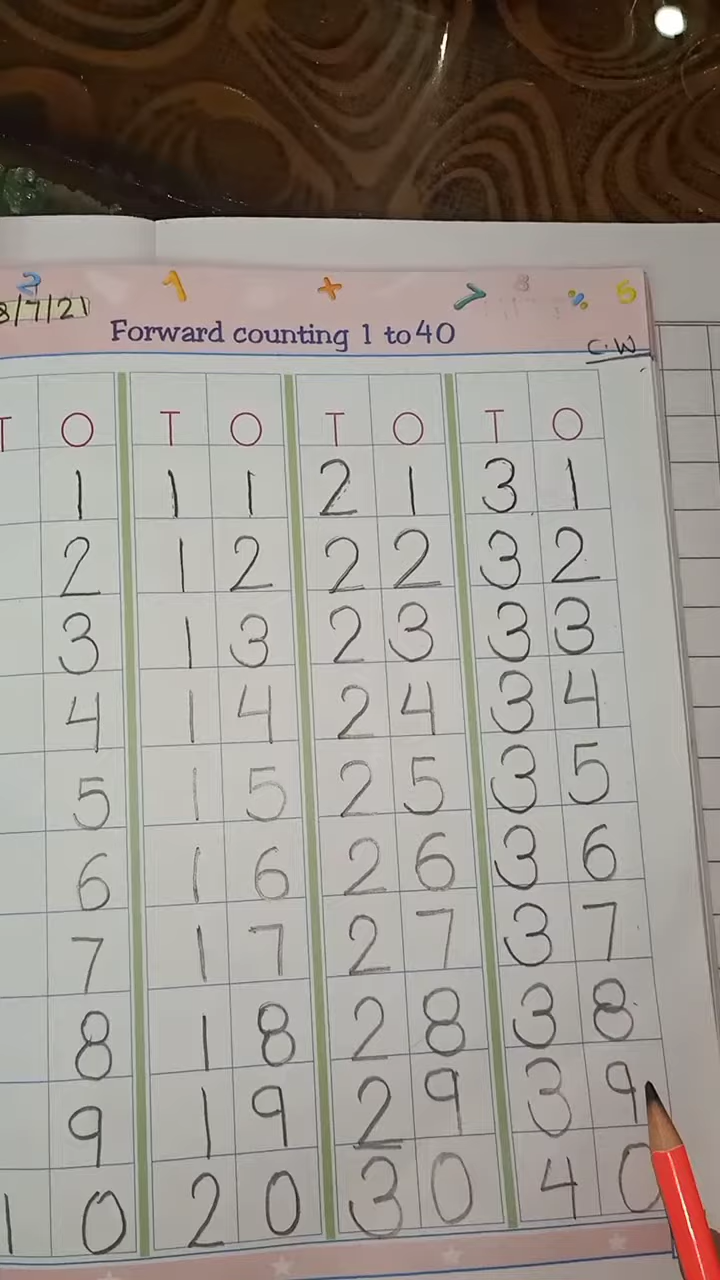 2 1 + > 8 % 5
8/7/21
Forward counting 1 to 40
C.W
T O T O T O T O
1 1 1 2 1 3 1
2 1 2 2 2 3 2
3 1 3 2 3 3 3
4 1 4 2 4 3 4
5 1 5 2 5 3 5
6 1 6 2 6 3 6
7 1 7 2 7 3 7
8 1 8 2 8 3 8
9 1 9 2 9 3 9
1 0 2 0 3 0 4 0